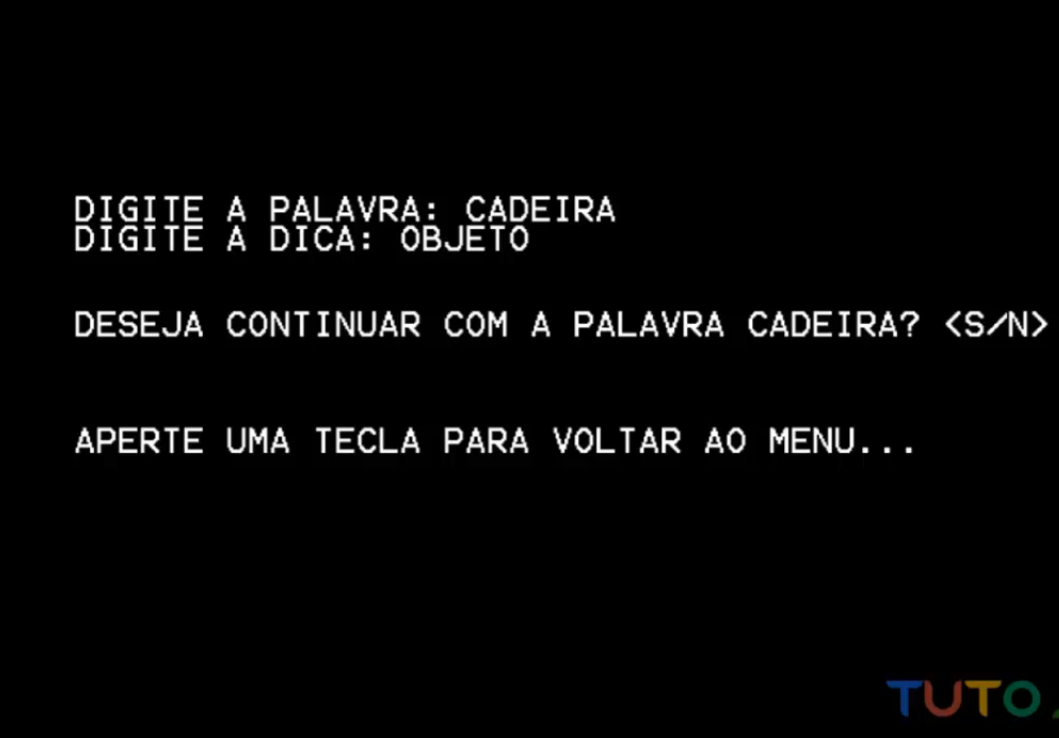 DIGITE A PALAVRA: CADEIRA
DIGITE A DICA: OBJETO
DESEJA CONTINUAR COM A PALAVRA CADEIRA? <S/N>
APERTE UMA TECLA PARA VOLTAR AO MENU...
TUTO